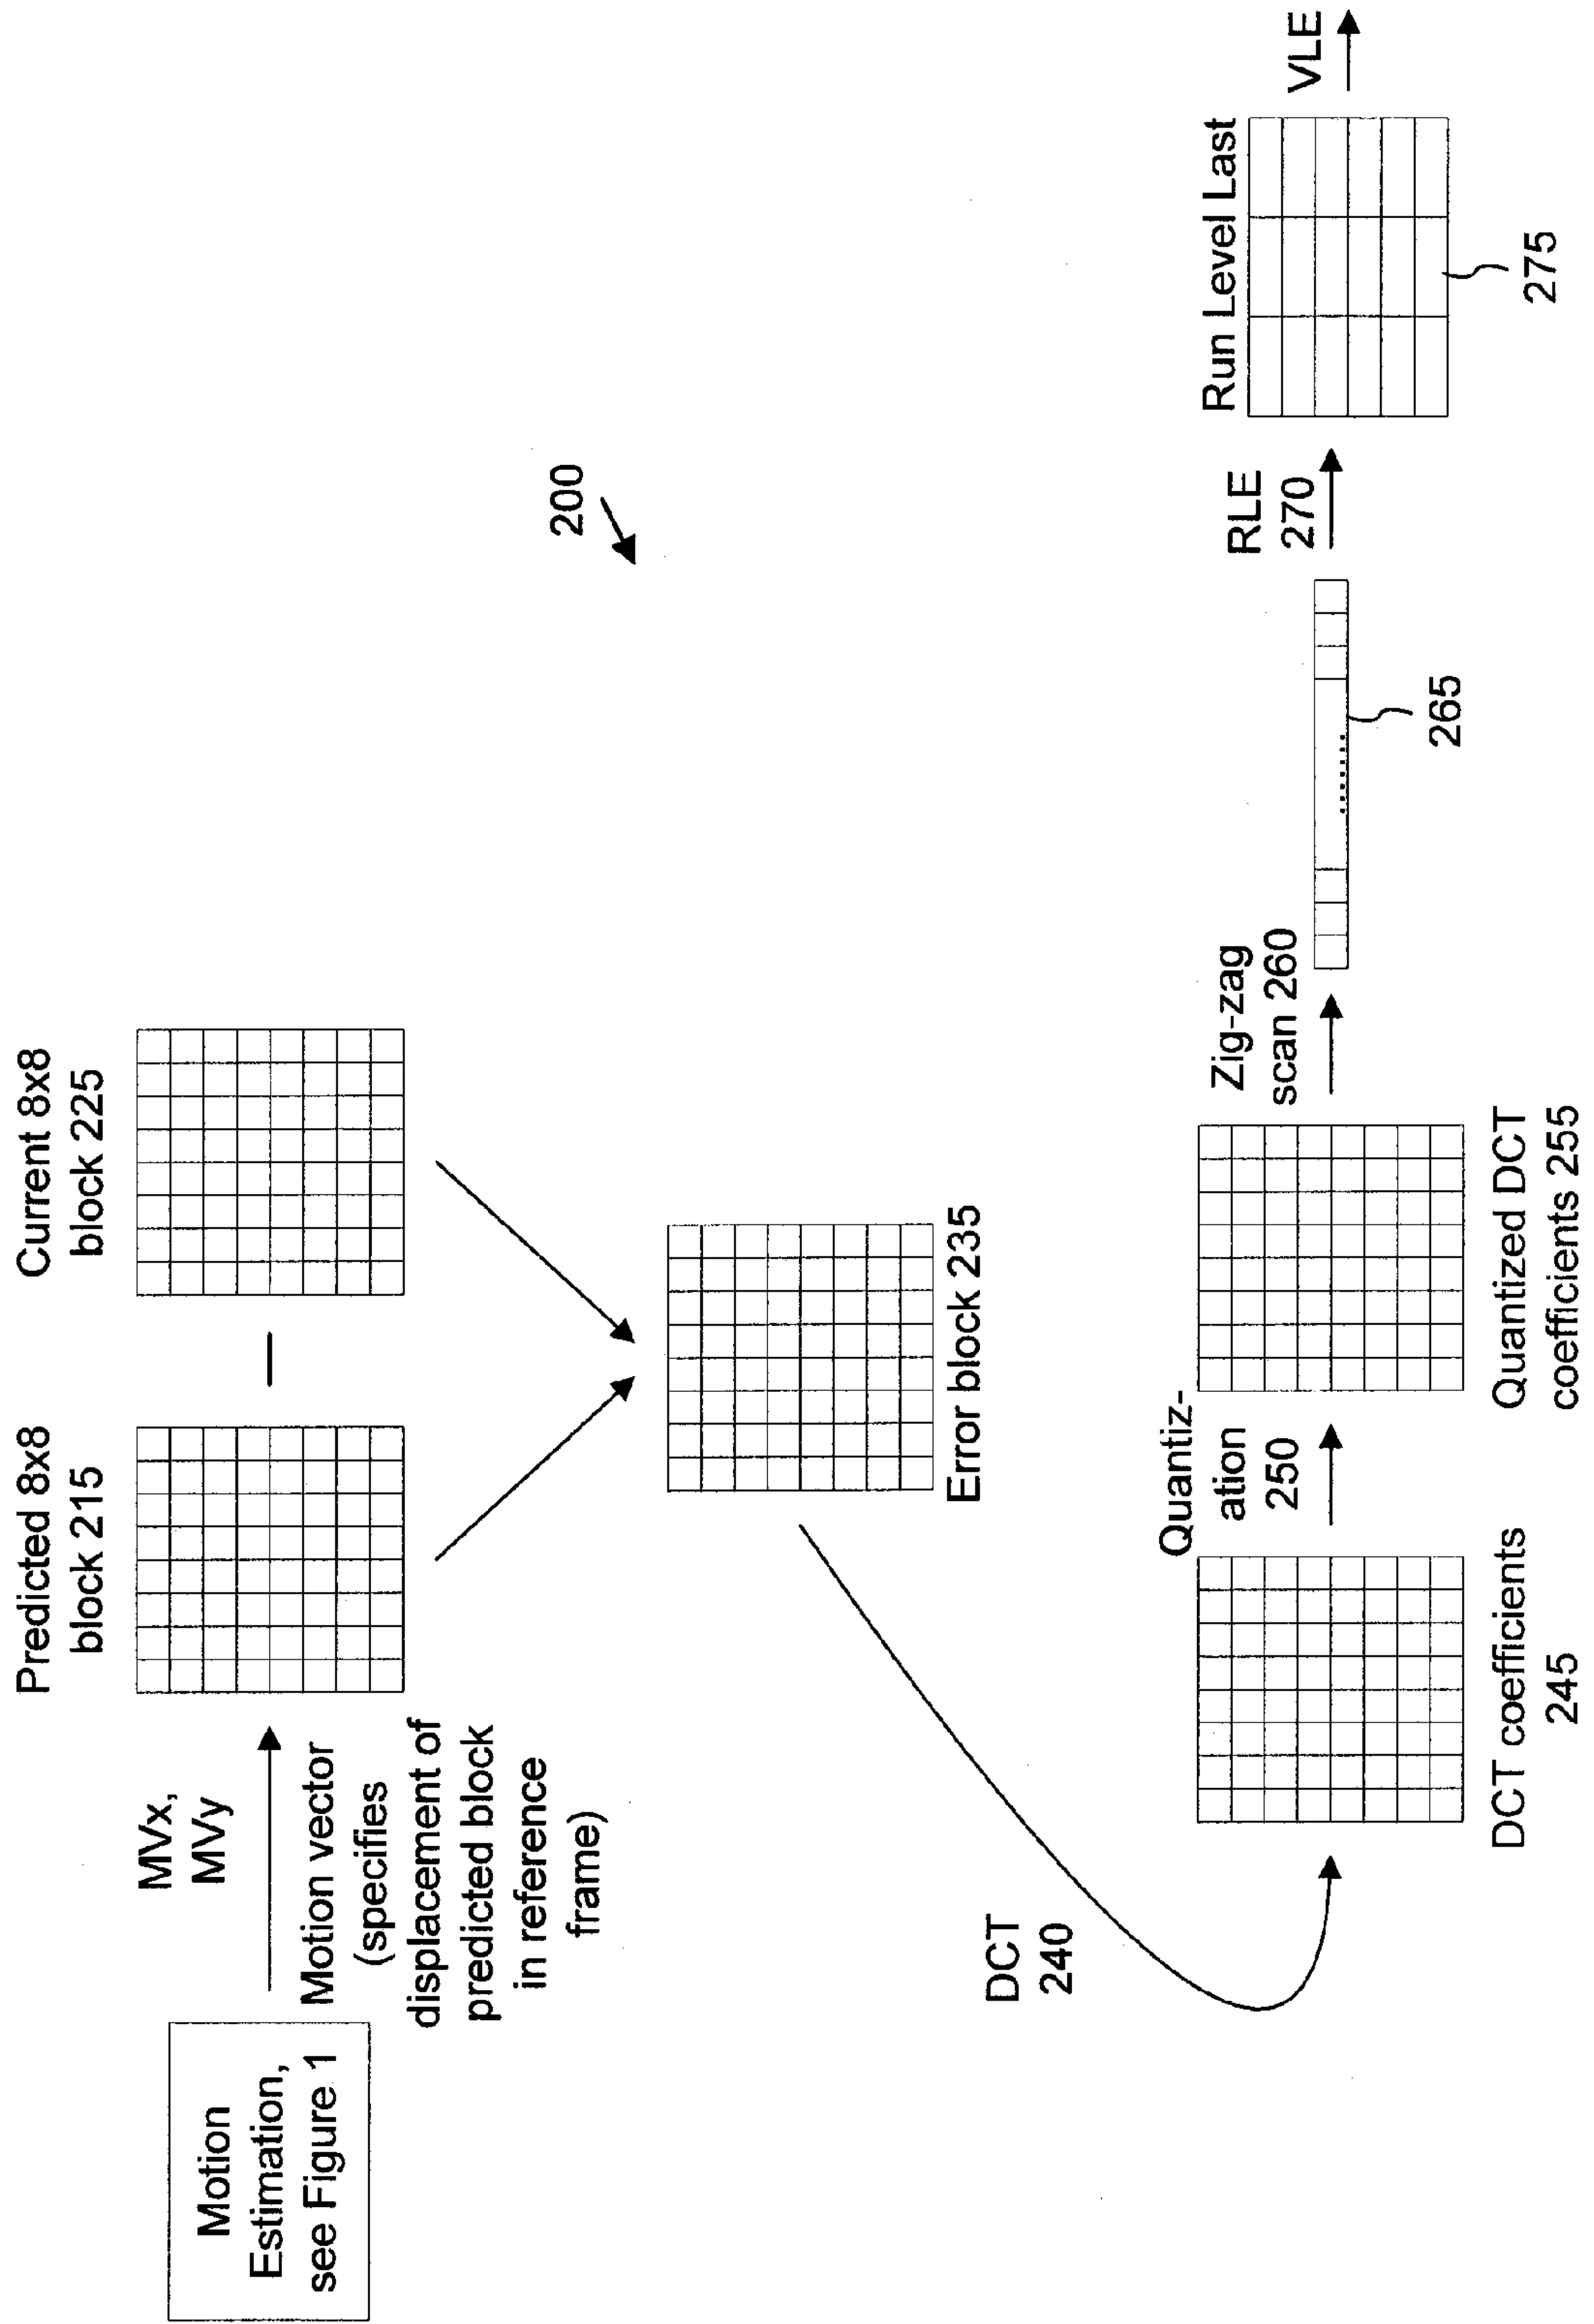 Motion
Estimation,
see Figure 1
MVx,
MVy
Motion vector
(specifies
displacement of
predicted block
in reference
frame)
Predicted 8x8
block 215
Current 8x8
block 225
Error block 235
200
DCT
240
DCT coefficients
245
Quantiz-
ation
250
Quantized DCT
coefficients 255
Zig-zag
scan 260
265
RLE
270
Run Level Last
275
VLE